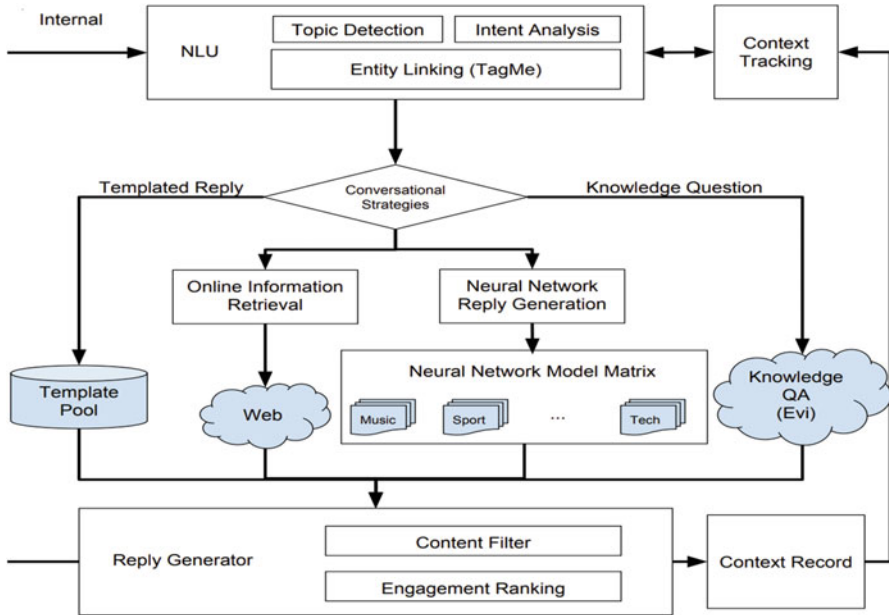 Internal
NLU
Topic Detection
Intent Analysis
Entity Linking (TagMe)
Context
Tracking
Templated Reply
Conversational
Strategies
Knowledge Question
Online Information
Retrieval
Neural Network
Reply Generation
Template
Pool
Web
Neural Network Model Matrix
Music
Sport
...
Tech
Knowledge
QA
(Evi)
Reply Generator
Content Filter
Engagement Ranking
Context Record